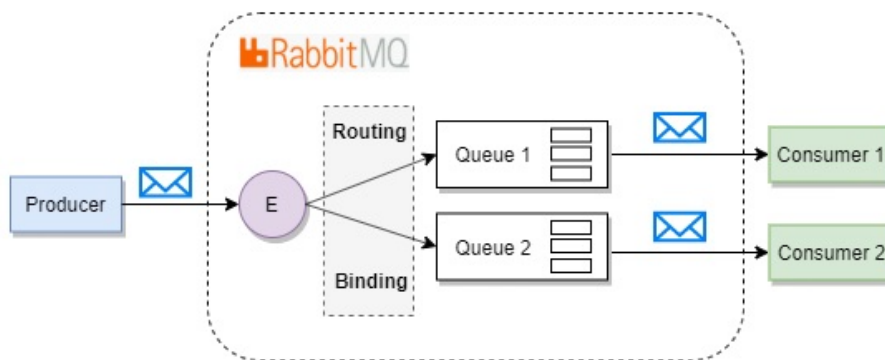 RabbitMQ
Routing
Queue 1
Consumer 1
Producer
E
Queue 2
Consumer 2
Binding